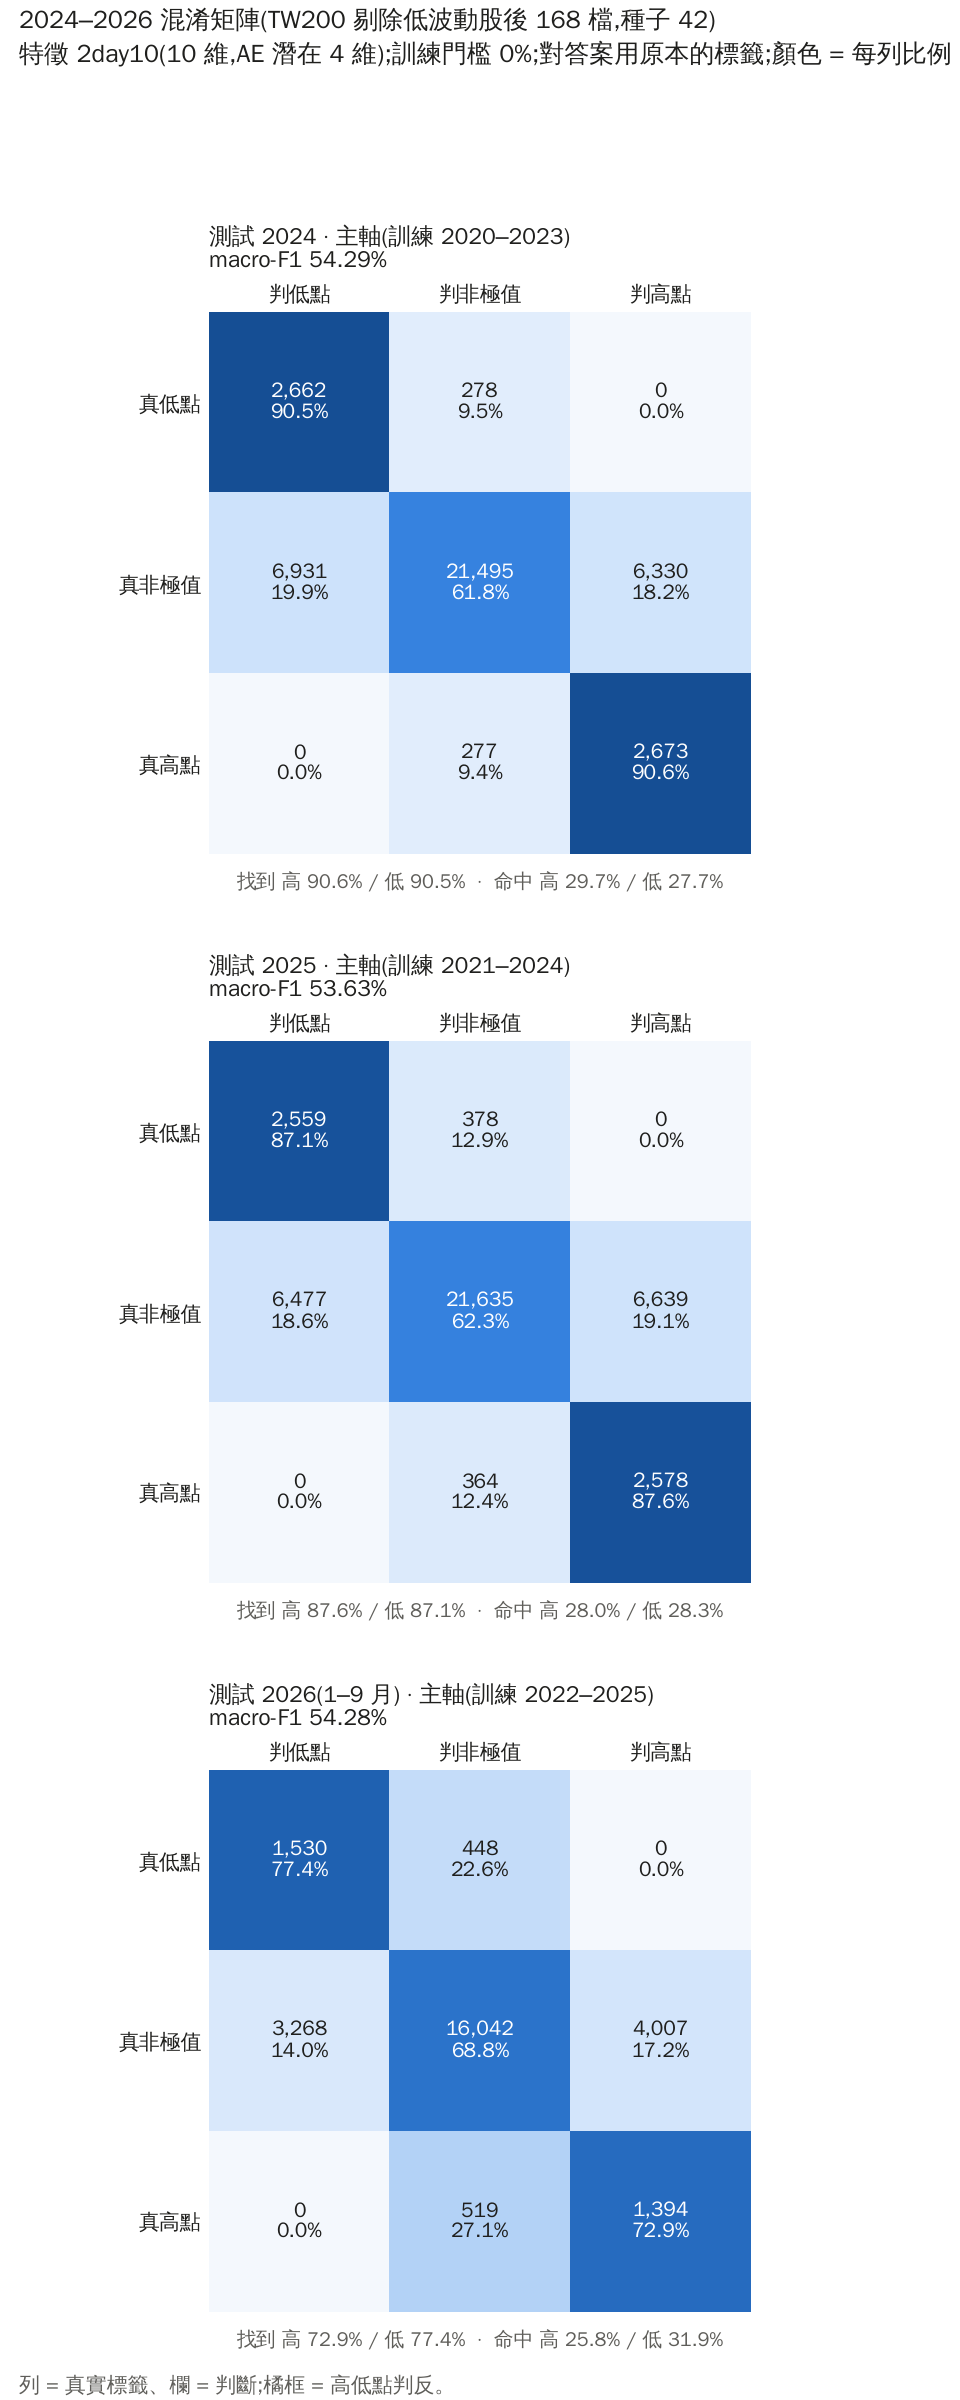 2024–2026 混淆矩陣(TW200 剔除低波動股後 168 檔,種子 42)
特徵 2day10(10 維,AE 潛在 4 維);訓練門檻 0%;對答案用原本的標籤;顏色 = 每列比例
測試 2024 · 主軸(訓練 2020–2023)
macro-F1 54.29%
判低點 判非極值 判高點
2,662 278 0
真低點
90.5% 9.5% 0.0%
6,931 21,495 6,330
真非極值
19.9% 61.8% 18.2%
0 277 2,673
真高點
0.0% 9.4% 90.6%
找到 高 90.6% / 低 90.5% · 命中 高 29.7% / 低 27.7%
測試 2025 · 主軸(訓練 2021–2024)
macro-F1 53.63%
判低點 判非極值 判高點
2,559 378 0
真低點
87.1% 12.9% 0.0%
6,477 21,635 6,639
真非極值
18.6% 62.3% 19.1%
0 364 2,578
真高點
0.0% 12.4% 87.6%
找到 高 87.6% / 低 87.1% · 命中 高 28.0% / 低 28.3%
測試 2026(1–9 月) · 主軸(訓練 2022–2025)
macro-F1 54.28%
判低點 判非極值 判高點
1,530 448 0
真低點
77.4% 22.6% 0.0%
3,268 16,042 4,007
真非極值
14.0% 68.8% 17.2%
0 519 1,394
真高點
0.0% 27.1% 72.9%
找到 高 72.9% / 低 77.4% · 命中 高 25.8% / 低 31.9%
列 = 真實標籤、欄 = 判斷;橘框 = 高低點判反。